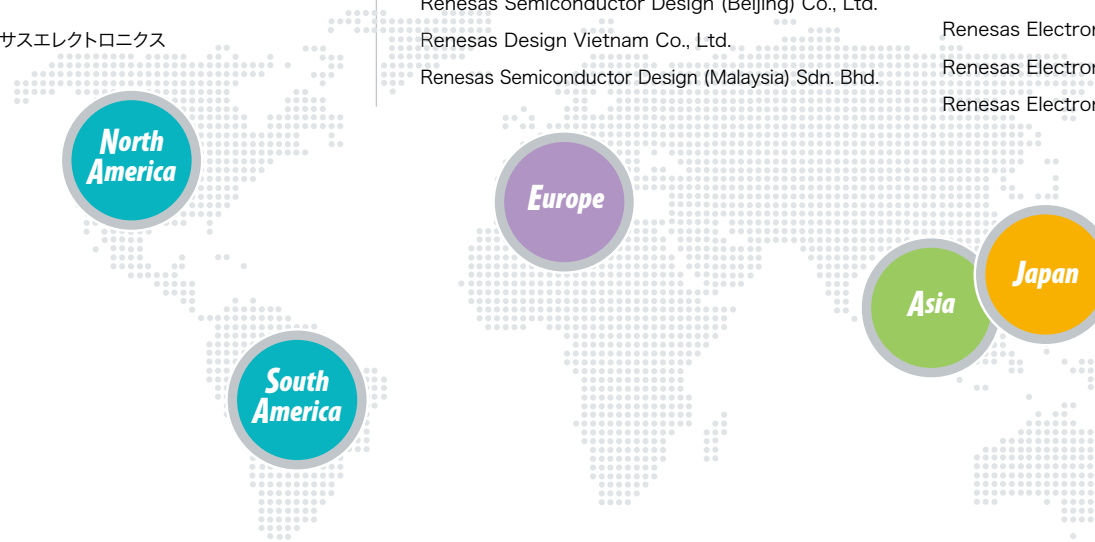 サスエレクトロニクス
Renesas Semiconductor Design (Beijing) Co., Ltd.
Renesas Design Vietnam Co., Ltd.
Renesas Semiconductor Design (Malaysia) Sdn. Bhd.
Renesas Electron
Renesas Electron
Renesas Electron
North
America
Europe
Asia
Japan
South
America